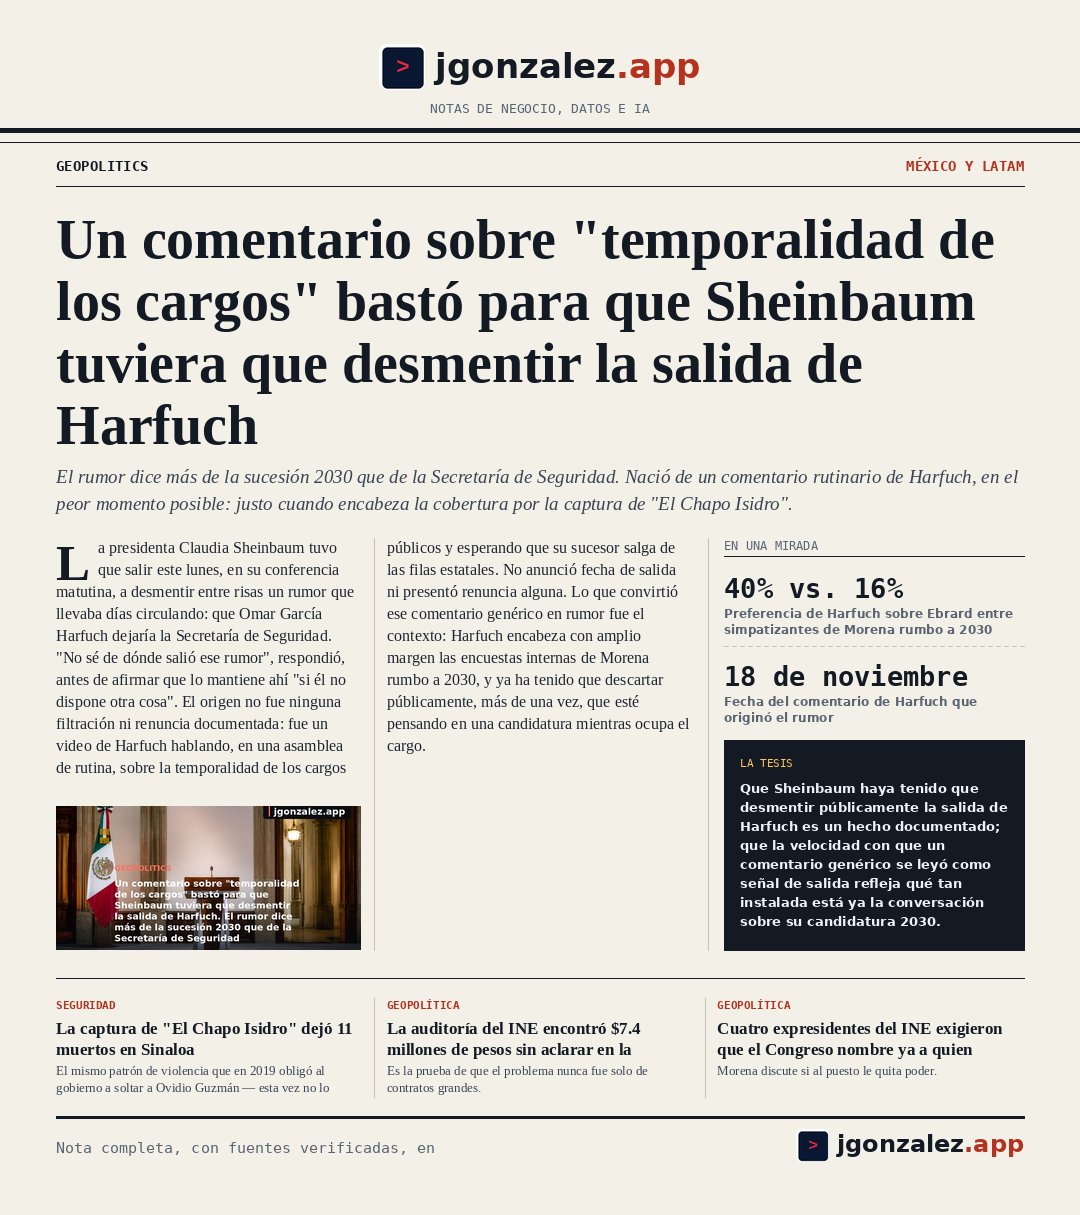 > jgonzalez.app
NOTAS DE NEGOCIO, DATOS E IA
GEOPOLITICS
MÉXICO Y LATAM
Un comentario sobre "temporalidad de
los cargos" bastó para que Sheinbaum
tuviera que desmentir la salida de
Harfuch
El rumor dice más de la sucesión 2030 que de la Secretaría de Seguridad. Nació de un comentario rutinario de Harfuch, en el
peor momento posible: justo cuando encabeza la cobertura por la captura de "El Chapo Isidro".
La presidenta Claudia Sheinbaum tuvo
que salir este lunes, en su conferencia
matutina, a desmentir entre risas un rumor que
llevaba días circulando: que Omar García
Harfuch dejaría la Secretaría de Seguridad.
"No sé de dónde salió ese rumor", respondió,
antes de afirmar que lo mantiene ahí "si él no
dispone otra cosa". El origen no fue ninguna
filtración ni renuncia documentada: fue un
video de Harfuch hablando, en una asamblea
de rutina, sobre la temporalidad de los cargos
jgonzalez.app
GEOPOLITICS
Un comentario sobre "temporalidad
de los cargos" bastó para que
Sheinbaum tuviera que desmentir
la salida de Harfuch. El rumor dice
más de la sucesión 2030 que de la
Secretaría de Seguridad
públicos y esperando que su sucesor salga de
las filas estatales. No anunció fecha de salida
ni presentó renuncia alguna. Lo que convirtió
ese comentario genérico en rumor fue el
contexto: Harfuch encabeza con amplio
margen las encuestas internas de Morena
rumbo a 2030, y ya ha tenido que descartar
públicamente, más de una vez, que esté
pensando en una candidatura mientras ocupa el
cargo.
EN UNA MIRADA
40% vs. 16%
Preferencia de Harfuch sobre Ebrard entre
simpatizantes de Morena rumbo a 2030
18 de noviembre
Fecha del comentario de Harfuch que
originó el rumor
LA TESIS
Que Sheinbaum haya tenido que
desmentir públicamente la salida de
Harfuch es un hecho documentado;
que la velocidad con que un
comentario genérico se leyó como
señal de salida refleja qué tan
instalada está ya la conversación
sobre su candidatura 2030.
SEGURIDAD
La captura de "El Chapo Isidro" dejó 11
muertos en Sinaloa
El mismo patrón de violencia que en 2019 obligó al
gobierno a soltar a Ovidio Guzmán — esta vez no lo
GEOPOLÍTICA
La auditoría del INE encontró $7.4
millones de pesos sin aclarar en la
Es la prueba de que el problema nunca fue solo de
contratos grandes.
GEOPOLÍTICA
Cuatro expresidentes del INE exigieron
que el Congreso nombre ya a quien
Morena discute si al puesto le quita poder.
Nota completa, con fuentes verificadas, en
> jgonzalez.app